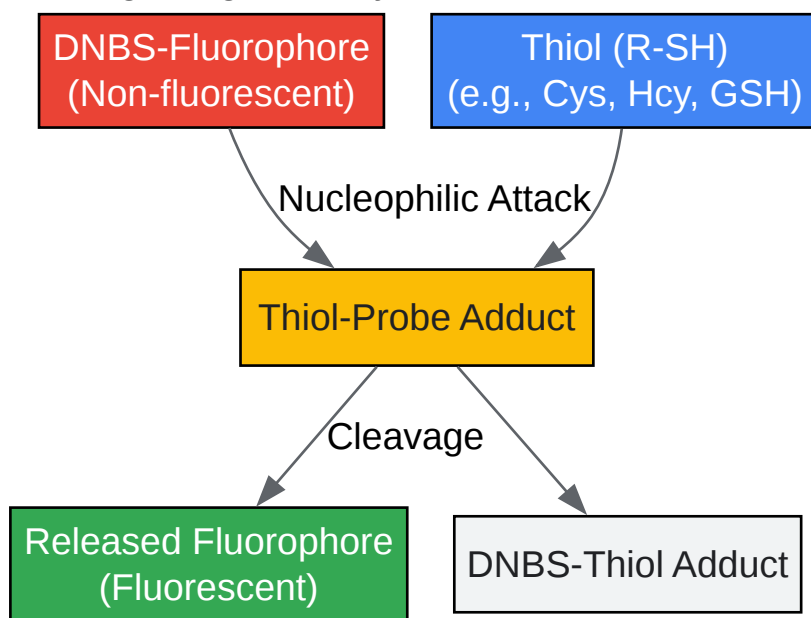 DNBS-Fluorophore
(Non-fluorescent)
Thiol (R-SH)
(e.g., Cys, Hcy, GSH)
Nucleophilic Attack
Thiol-Probe Adduct
Cleavage
Released Fluorophore
(Fluorescent)
DNBS-Thiol Adduct